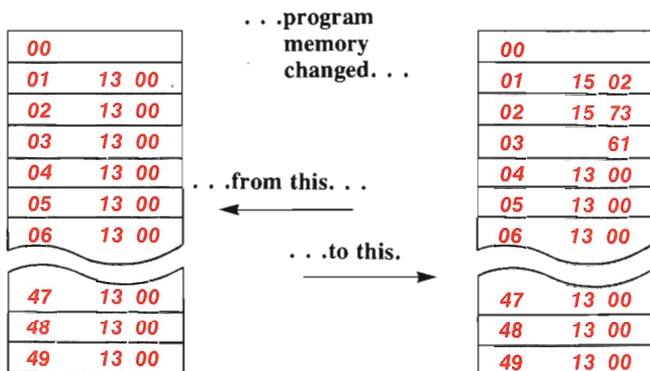 . . .program
memory
changed. . .
00
01 13 00
02 13 00
03 13 00
04 13 00
05 13 00
06 13 00
47 13 00
48 13 00
49 13 00
. . .from this. . .
. . .to this.
00
01 15 02
02 15 73
03 61
04 13 00
05 13 00
06 13 00
47 13 00
48 13 00
49 13 00